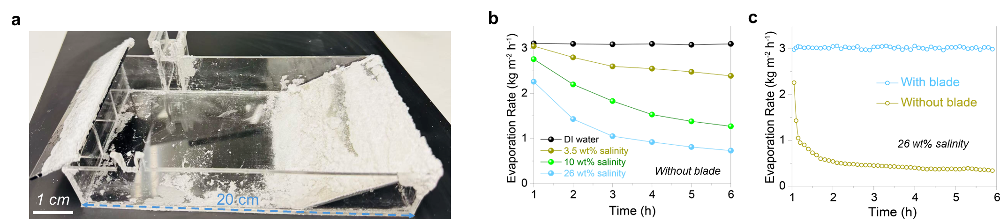 a
1 cm
20 cm
b
Evaporation Rate (kg m⁻² h⁻¹)
3
2
1
0
DI water
3.5 wt% salinity
10 wt% salinity
26 wt% salinity
Without blade
1 2 3 4 5 6
Time (h)
c
Evaporation Rate (kg m⁻² h⁻¹)
3
2
1
0
With blade
Without blade
26 wt% salinity
1 2 3 4 5 6
Time (h)